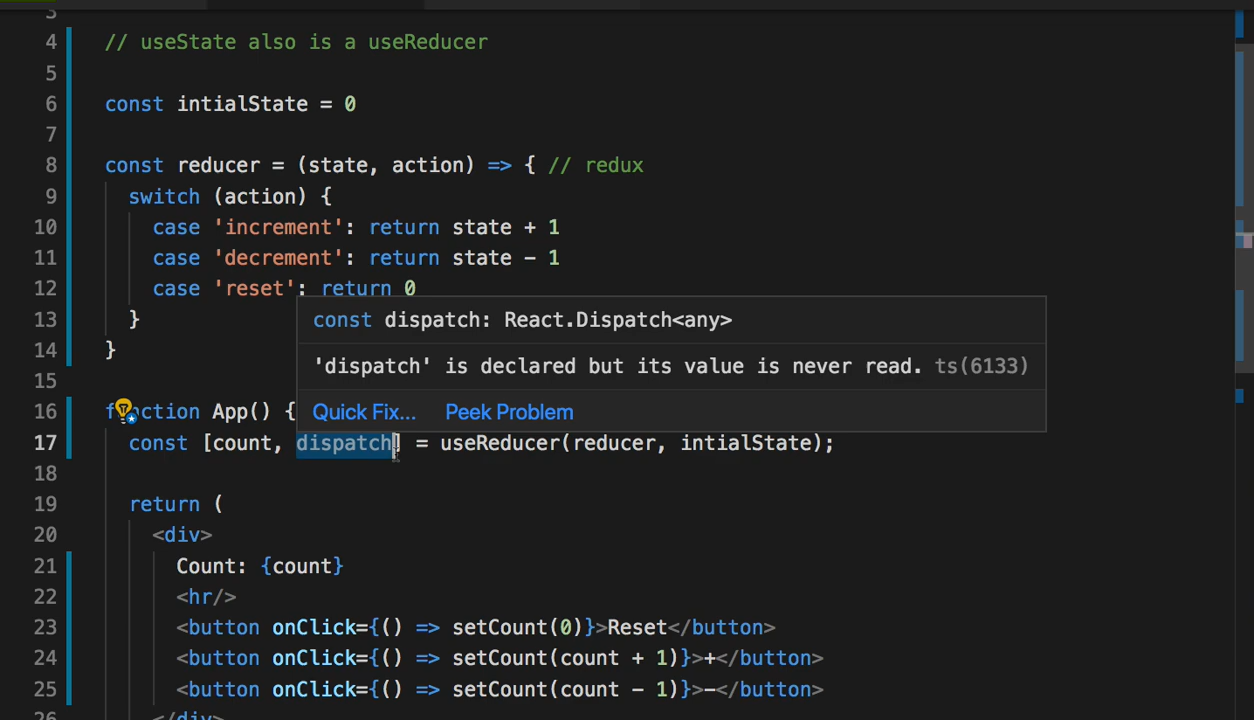 3
4 // useState also is a useReducer
5
6 const intialState = 0
7
8 const reducer = (state, action) => { // redux
9 switch (action) {
10 case 'increment': return state + 1
11 case 'decrement': return state - 1
12 case 'reset': return 0
13 }
const dispatch: React.Dispatch<any>
14 }
'dispatch' is declared but its value is never read. ts(6133)
15
16 function App() {
Quick Fix... Peek Problem
17 const [count, dispatch] = useReducer(reducer, intialState);
18
19 return (
20 <div>
21 Count: {count}
22 <hr/>
23 <button onClick={() => setCount(0)}>Reset</button>
24 <button onClick={() => setCount(count + 1)}>+</button>
25 <button onClick={() => setCount(count - 1)}>-</button>
26 </div>